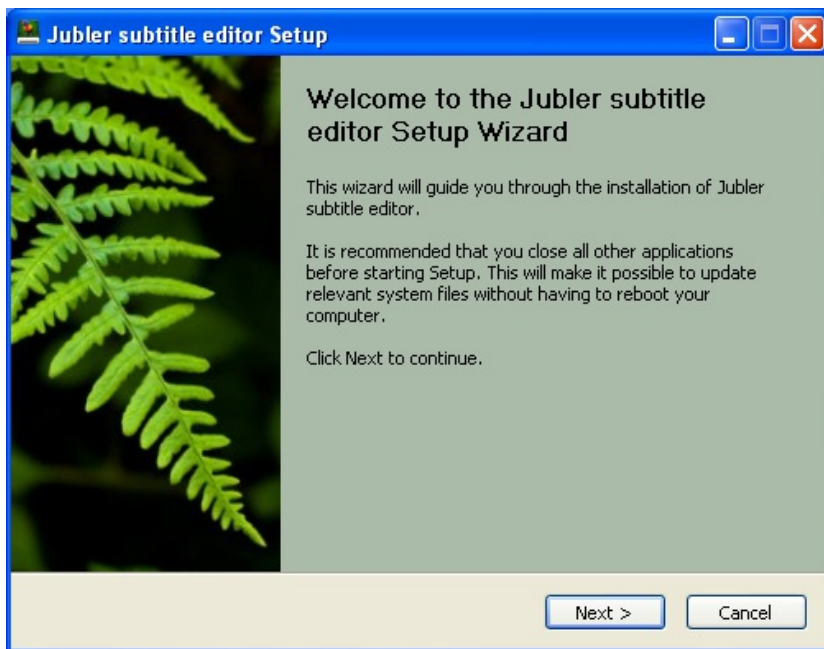 Jubler subtitle editor Setup
Welcome to the Jubler subtitle
editor Setup Wizard
This wizard will guide you through the installation of Jubler
subtitle editor.
It is recommended that you close all other applications
before starting Setup. This will make it possible to update
relevant system files without having to reboot your
computer.
Click Next to continue.
Next >
Cancel